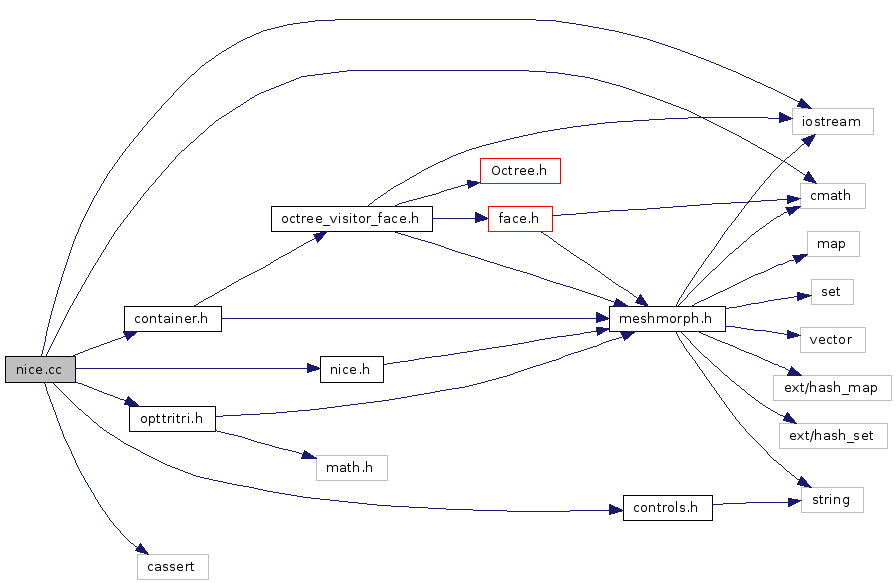 iostream
Octree.h
cmath
octree_visitor_face.h
face.h
map
set
container.h
meshmorph.h
vector
nice.cc
nice.h
ext/hash_map
opttritri.h
ext/hash_set
math.h
string
controls.h
cassert